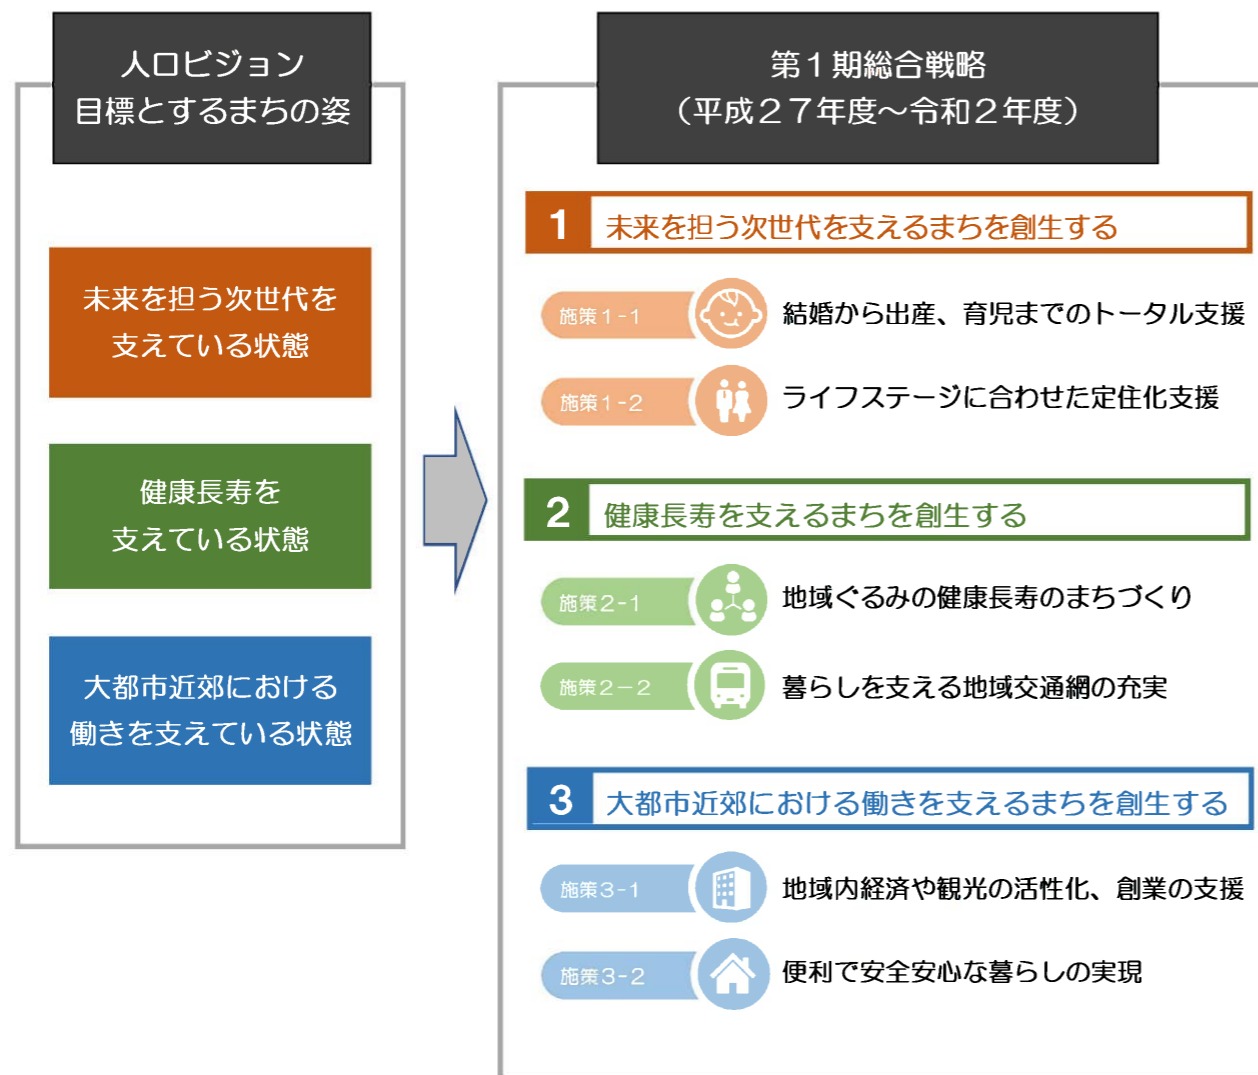 人口ビジョン
目標とするまちの姿
未来を担う次世代を
支えている状態
健康長寿を
支えている状態
大都市近郊における
働きを支えている状態
第１期総合戦略
（平成２７年度～令和２年度）
1 未来を担う次世代を支えるまちを創生する
施策１-１ 結婚から出産、育児までのトータル支援
施策１-２ ライフステージに合わせた定住化支援
2 健康長寿を支えるまちを創生する
施策２-１ 地域ぐるみの健康長寿のまちづくり
施策２－２ 暮らしを支える地域交通網の充実
3 大都市近郊における働きを支えるまちを創生する
施策３-１ 地域内経済や観光の活性化、創業の支援
施策３-２ 便利で安全安心な暮らしの実現